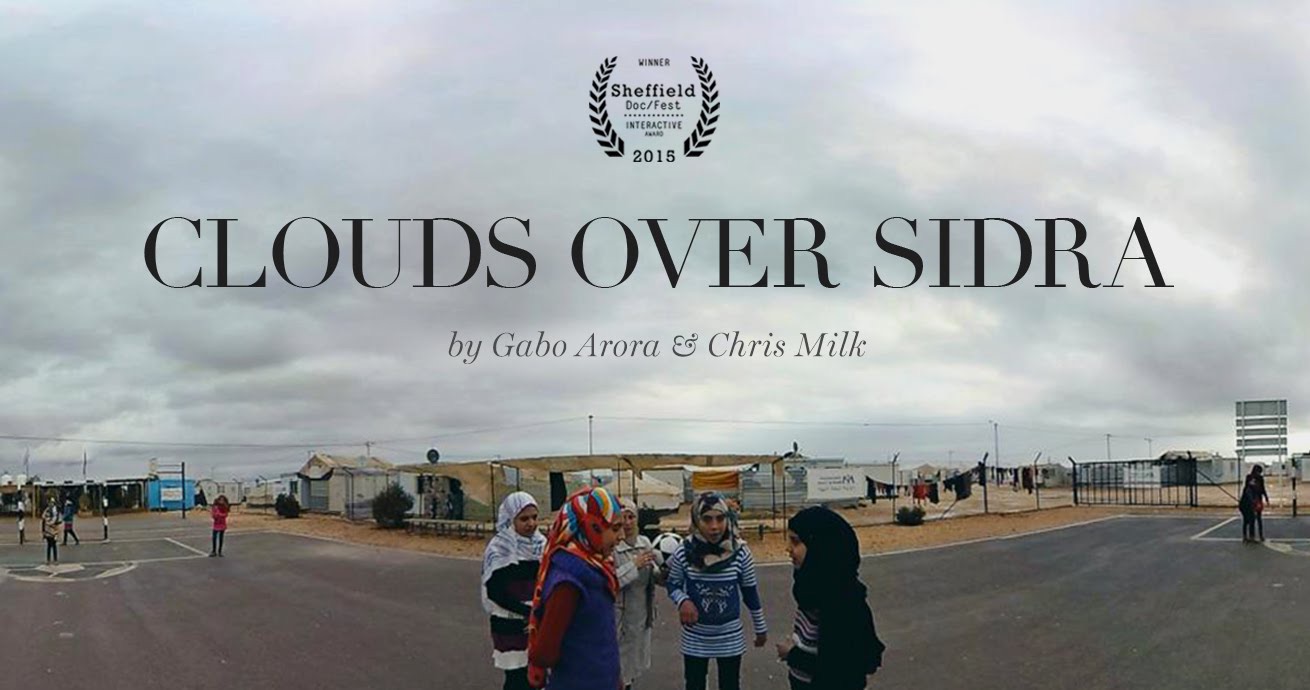 WINNER
Sheffield
Doc/Fest
INTERACTIVE
AWARD
2015
CLOUDS OVER SIDRA
by Gabo Arora & Chris Milk